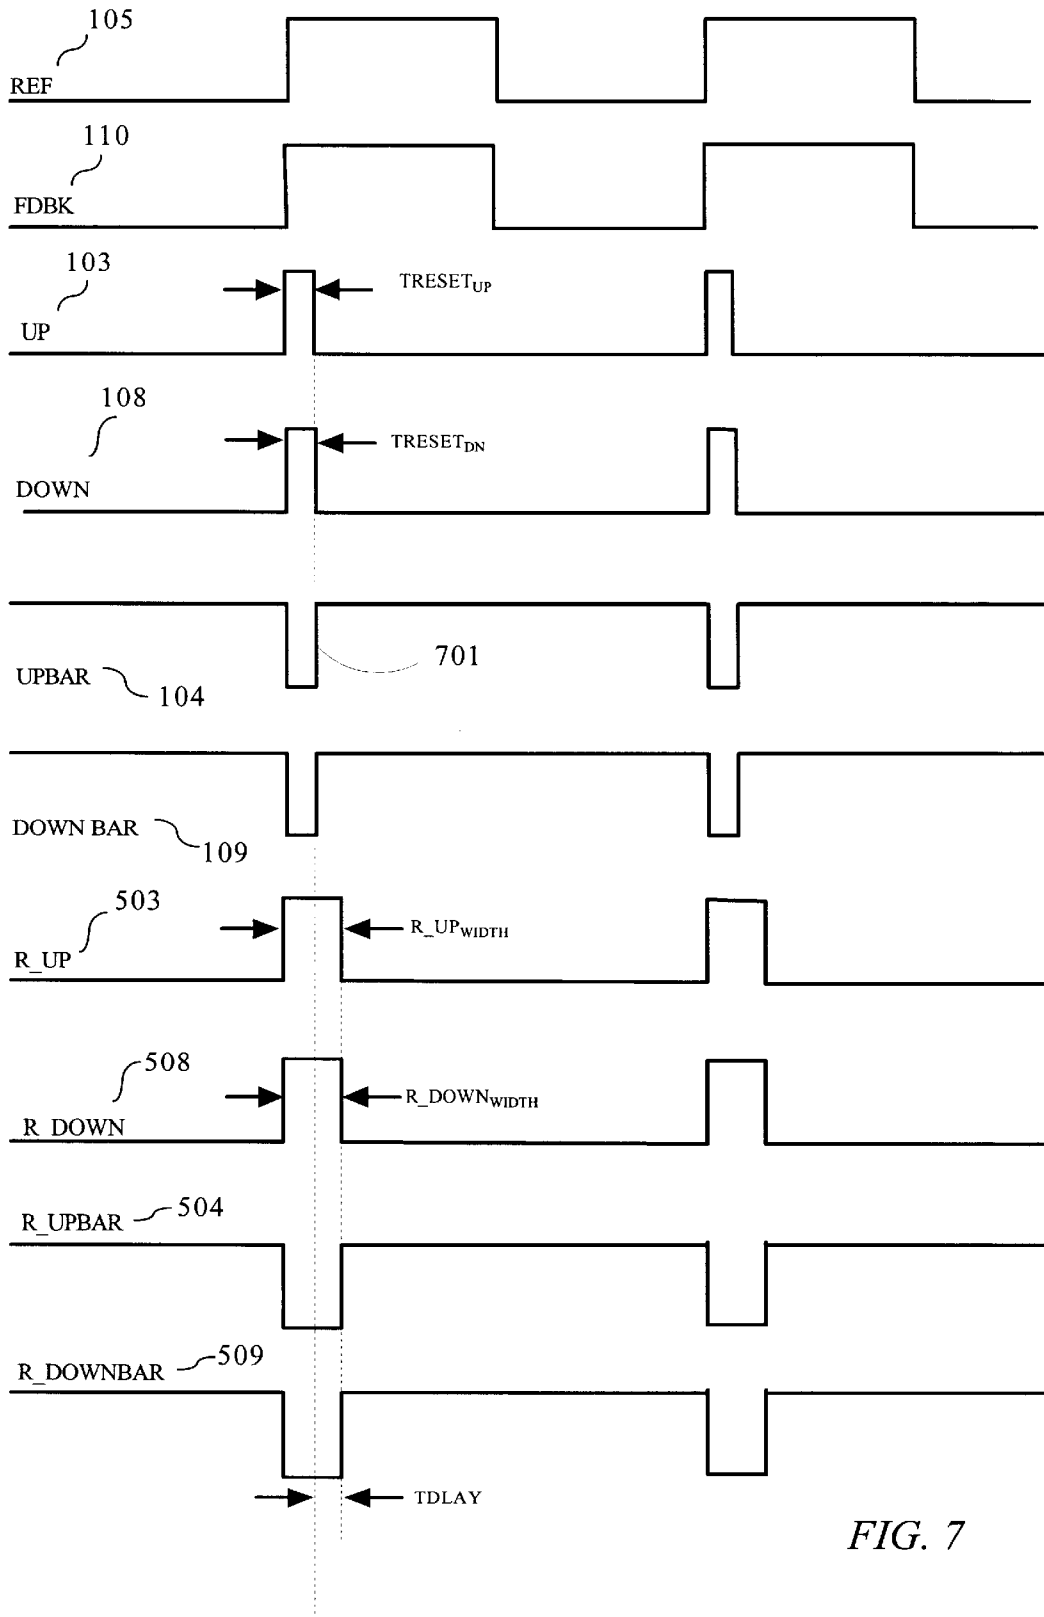 105
REF
110
FDBK
103
TRESETUP
UP
108
TRESETDN
DOWN
701
UPBAR
104
DOWN BAR
109
503
R_UPWIDTH
R_UP
508
R_DOWNWIDTH
R DOWN
504
R_UPBAR
509
R_DOWNBAR
TDLAY
FIG. 7